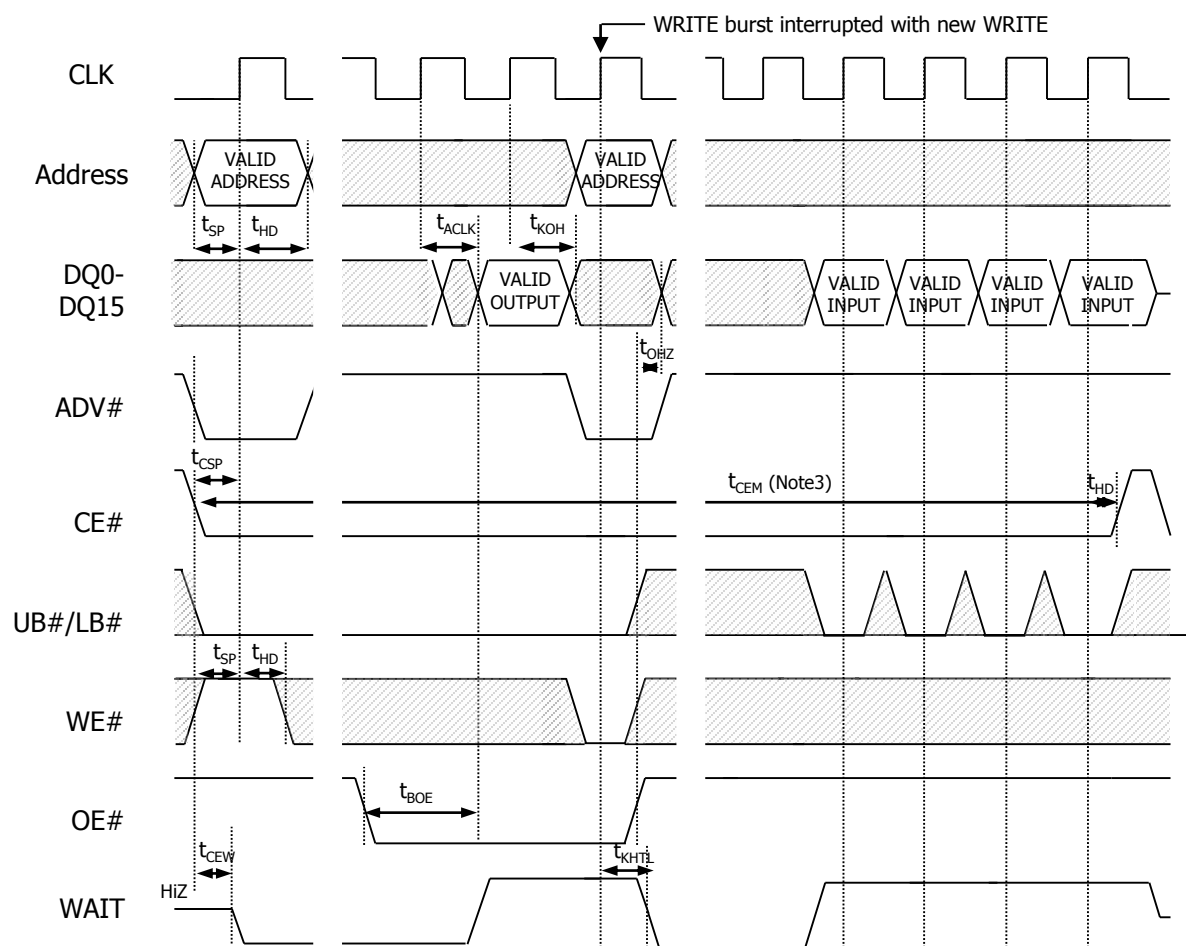 WRITE burst interrupted with new WRITE
CLK
Address
VALID
ADDRESS
VALID
ADDRESS
tSP
tHD
tACLK
tKOH
DQ0-
DQ15
VALID
OUTPUT
VALID
INPUT
VALID
INPUT
VALID
INPUT
VALID
INPUT
tOHZ
ADV#
tCSP
tCEM (Note3)
tHD
CE#
UB#/LB#
tSP
tHD
WE#
tBOE
OE#
tCEW
tKHTL
HiZ
WAIT